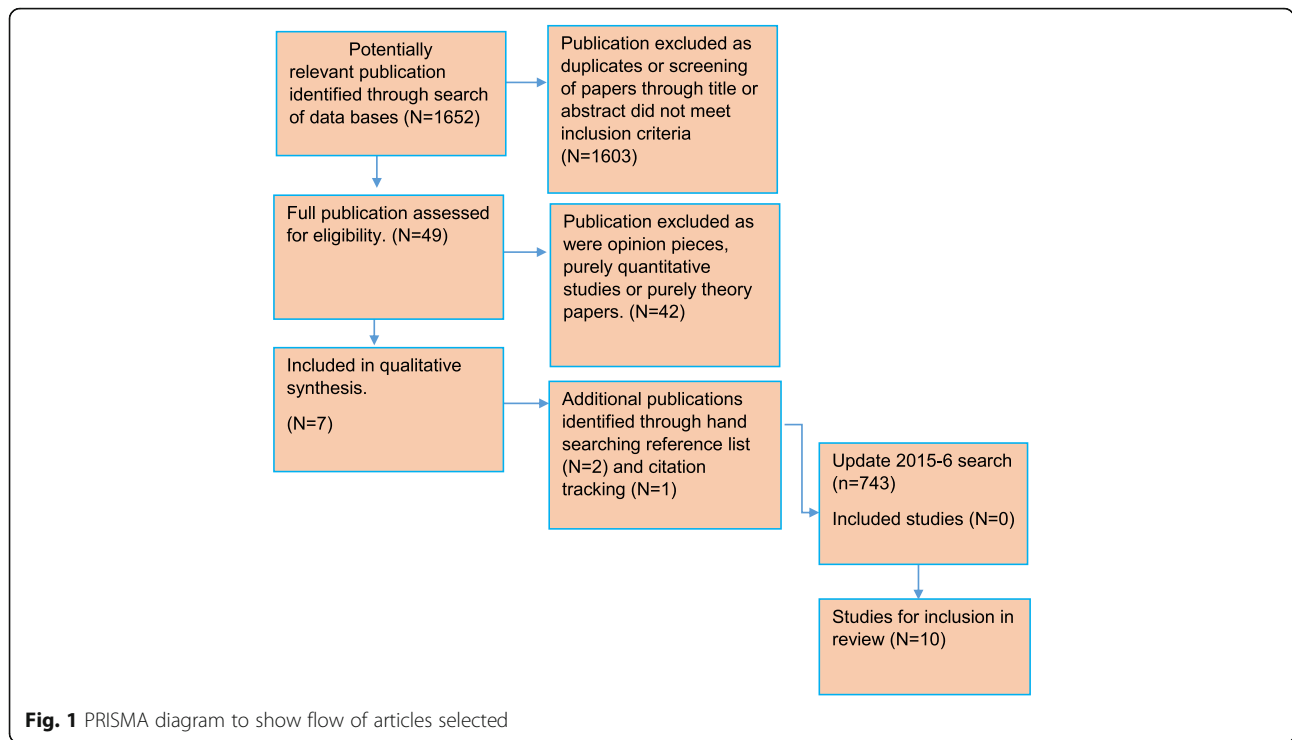 Potentially
relevant publication
identified through search
of data bases (N=1652)
Publication excluded as
duplicates or screening
of papers through title or
abstract did not meet
inclusion criteria
(N=1603)
Full publication assessed
for eligibility. (N=49)
Publication excluded as
were opinion pieces,
purely quantitative
studies or purely theory
papers. (N=42)
Included in qualitative
synthesis.
(N=7)
Additional publications
identified through hand
searching reference list
(N=2) and citation
tracking (N=1)
Update 2015-6 search
(n=743)
Included studies (N=0)
Studies for inclusion in
review (N=10)
Fig. 1 PRISMA diagram to show flow of articles selected